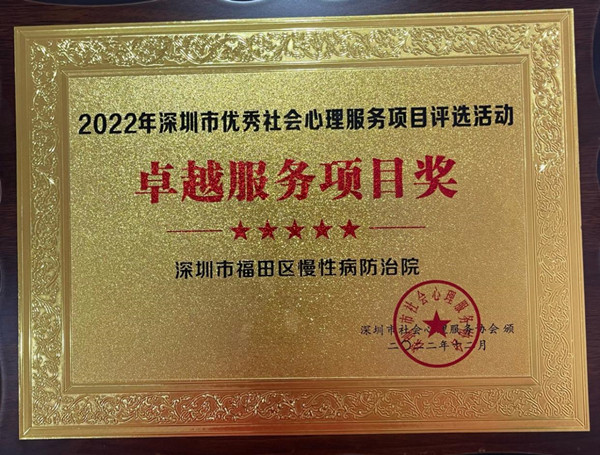 2022年深圳市优秀社会心理服务项目评选活动
卓越服务项目奖
深圳市福田区慢性病防治院
深圳市社会心理服务协会 颁
二〇二二年十二月